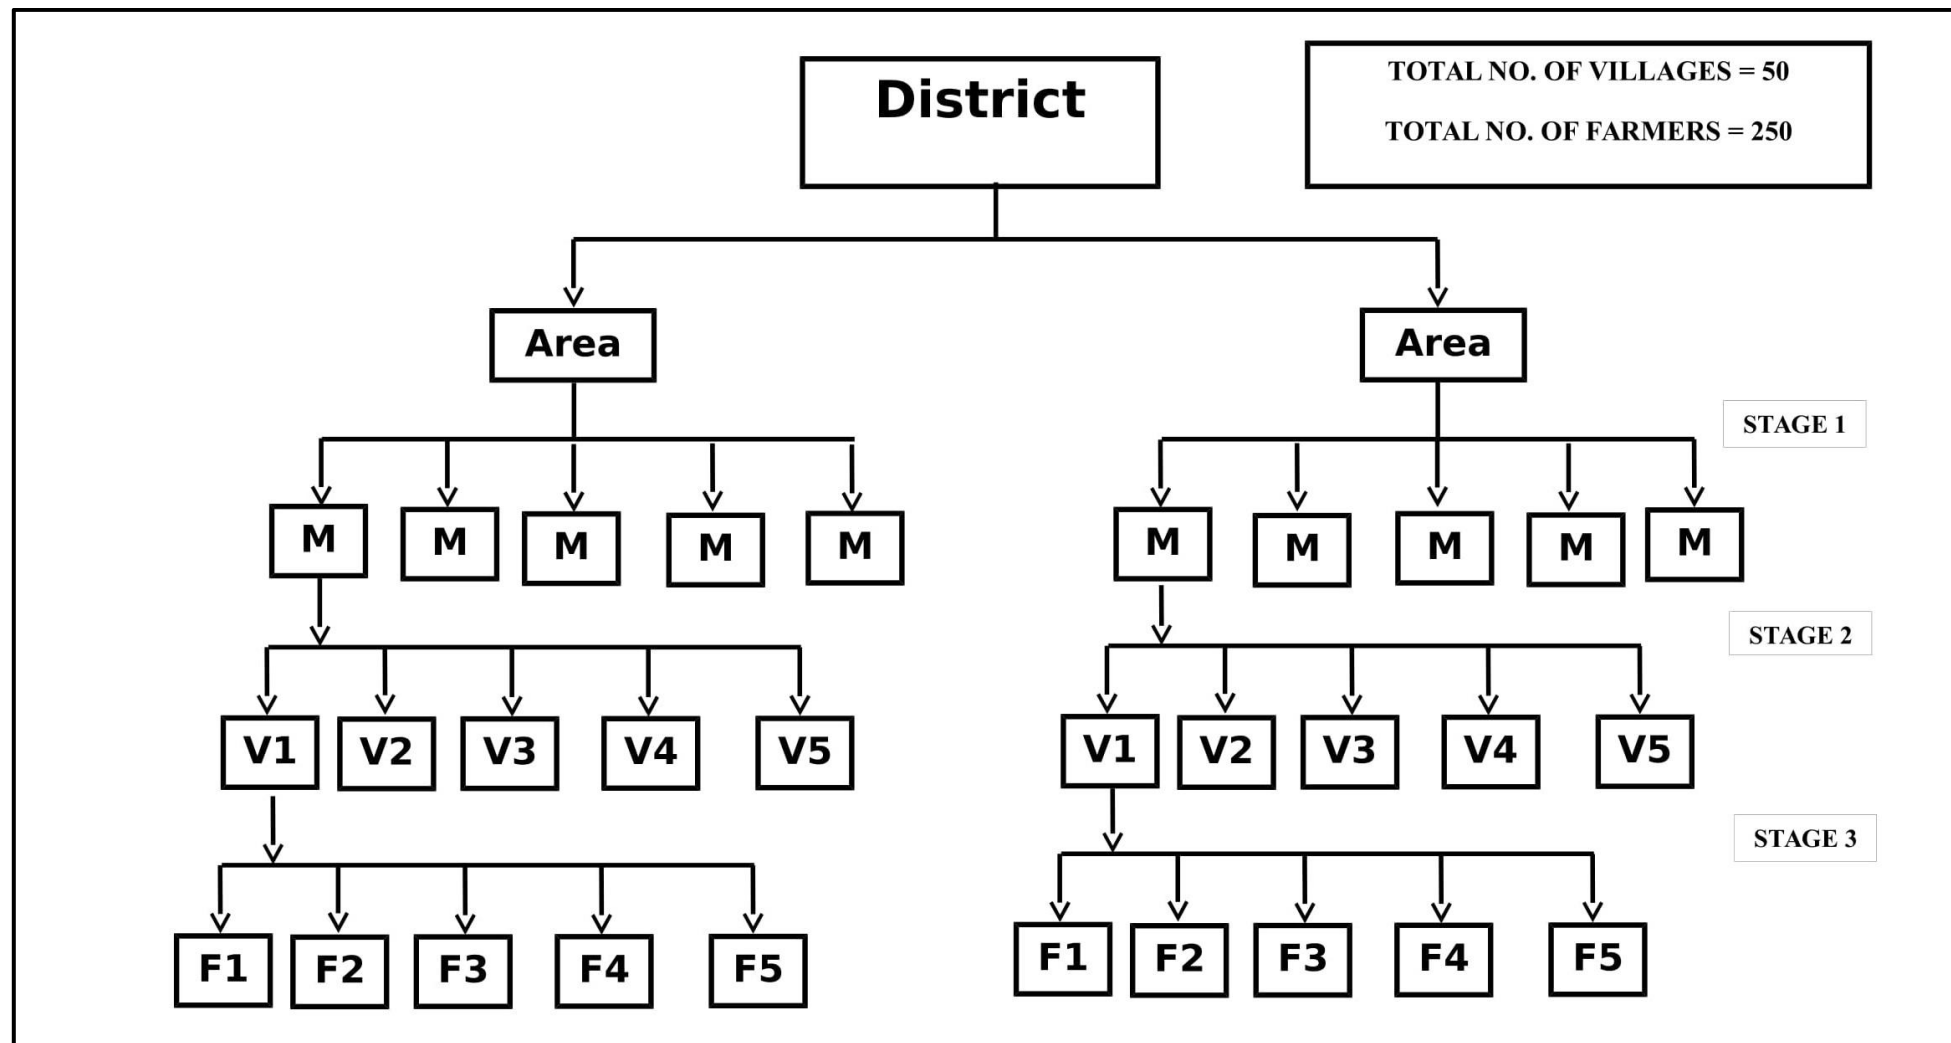 District
TOTAL NO. OF VILLAGES = 50
TOTAL NO. OF FARMERS = 250
Area
Area
STAGE 1
M
M
M
M
M
M
M
M
M
M
STAGE 2
V1
V2
V3
V4
V5
V1
V2
V3
V4
V5
STAGE 3
F1
F2
F3
F4
F5
F1
F2
F3
F4
F5